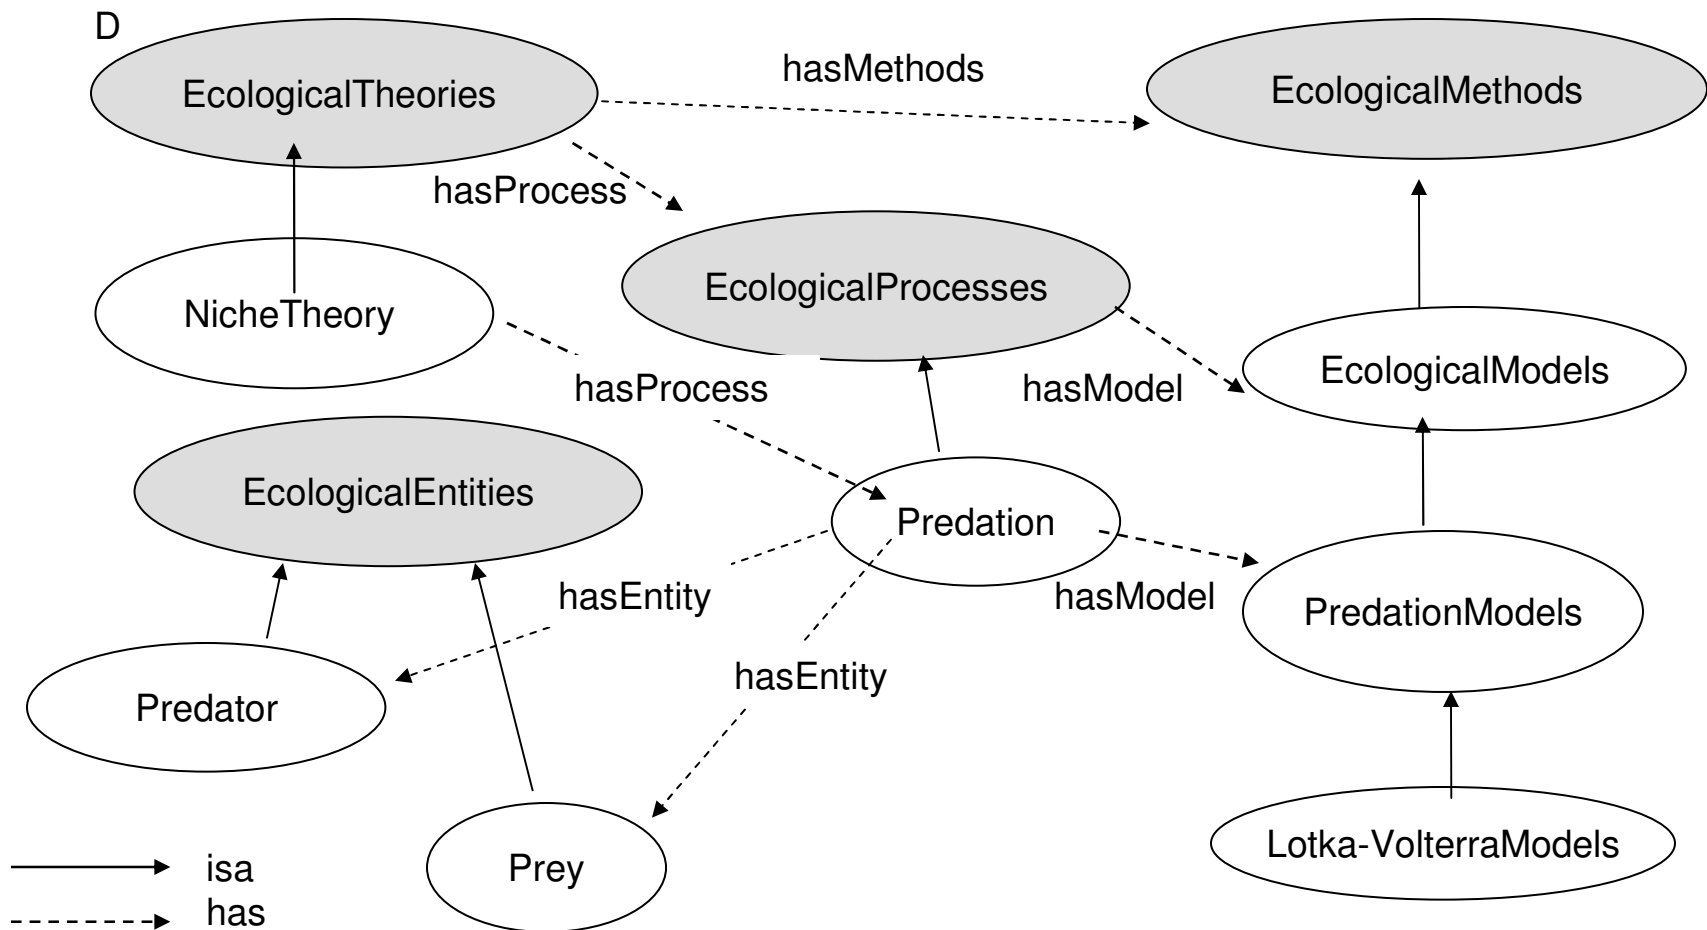 D
hasMethods
EcologicalTheories
EcologicalMethods
hasProcess
EcologicalProcesses
NicheTheory
EcologicalModels
hasProcess
hasModel
EcologicalEntities
Predation
hasEntity
hasModel
PredationModels
hasEntity
Predator
Lotka-VolterraModels
Prey
isa
has